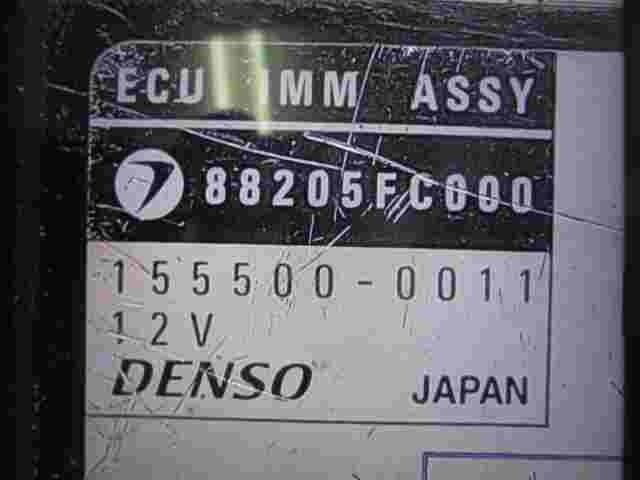 ECU IMM ASSY
88205FC000
155500-0011
12V
DENSO JAPAN